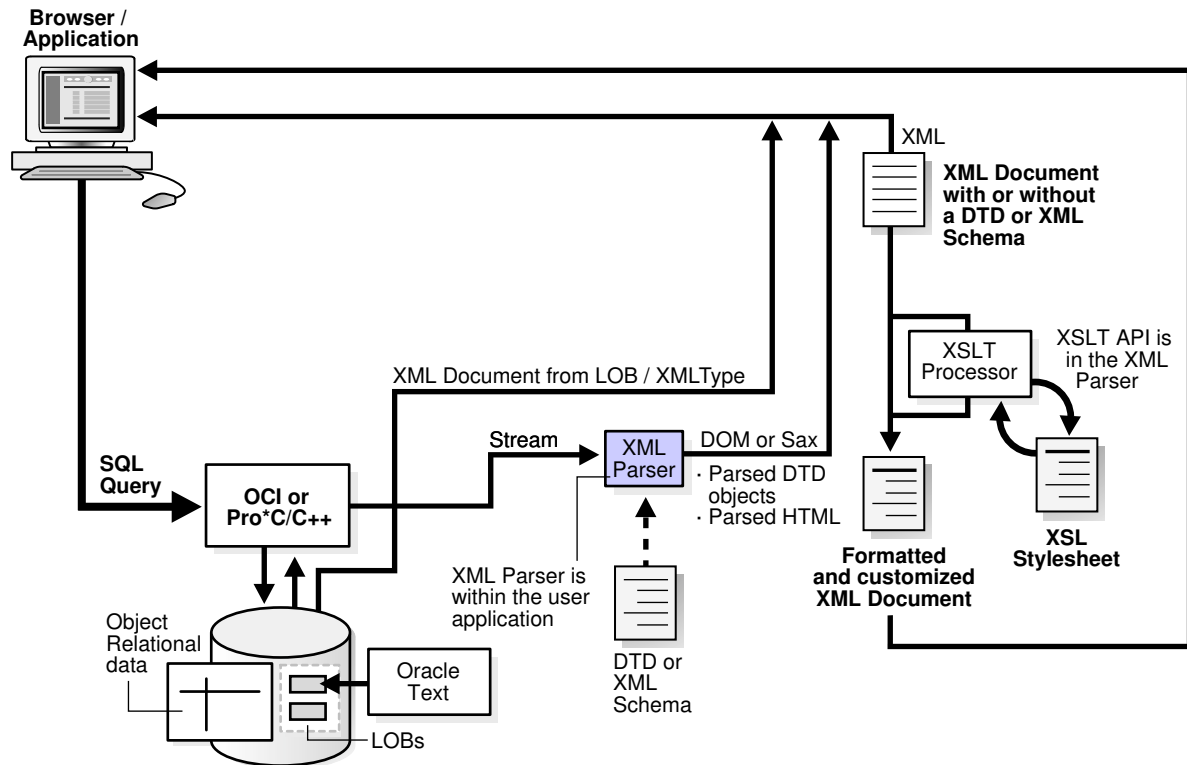 Browser /
Application
XML
XML Document
with or without
a DTD or XML
Schema
XSLT
Processor
XSLT API is
in the XML
Parser
XML Document from LOB / XMLType
Stream
XML
Parser
DOM or Sax
· Parsed DTD
objects
· Parsed HTML
SQL
Query
OCI or
Pro*C/C++
XSL
Stylesheet
Formatted
and customized
XML Document
XML Parser is
within the user
application
DTD or
XML
Schema
Object
Relational
data
Oracle
Text
LOBs